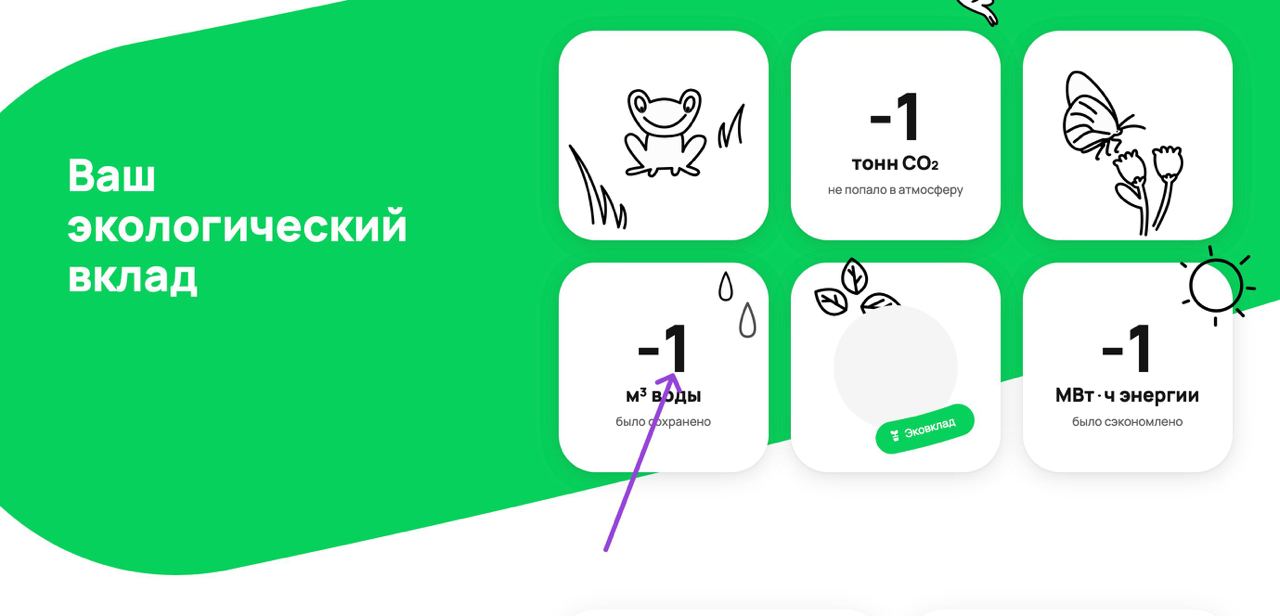 Ваш
экологический
вклад
-1
тонн CO₂
не попало в атмосферу
-1
м³ воды
было сохранено
Эковклад
-1
МВт·ч энергии
было сэкономлено